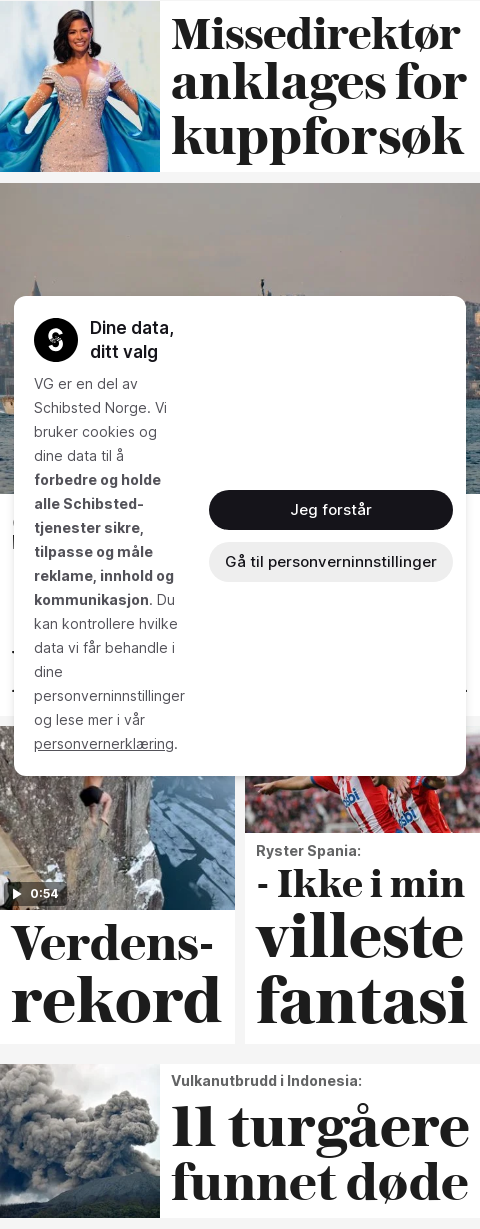 Missedirektør
anklages for
kuppforsøk
Dine data,
ditt valg
VG er en del av
Schibsted Norge. Vi
bruker cookies og
dine data til å
forbedre og holde
alle Schibsted-
tjenester sikre,
tilpasse og måle
reklame, innhold og
kommunikasjon. Du
kan kontrollere hvilke
data vi får behandle i
dine
personverninnstillinger
og lese mer i vår
personvernerklæring.
Jeg forstår
Gå til personverninnstillinger
0:54
Verdens-
rekord
Ryster Spania:
- Ikke i min
villeste
fantasi
Vulkanutbrudd i Indonesia:
11 turgåere
funnet døde